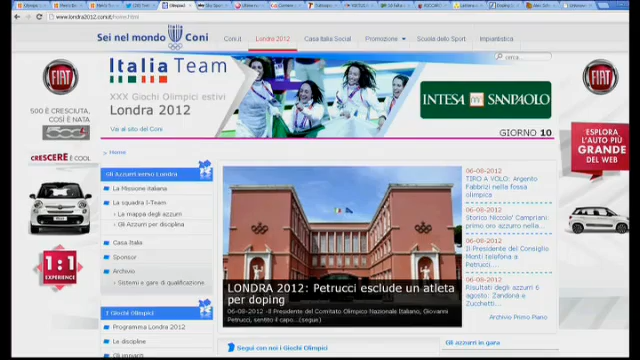 www.londra2012.coni.it/home.html
Sei nel mondo Coni
Coni.it
Londra 2012
Casa Italia Social
Promozione
Scuola dello Sport
Impiantistica
cerca
Italia Team
XXX Giochi Olimpici estivi
Londra 2012
Vai al sito del Coni
INTESA SANPAOLO
GIORNO 10
FIAT
500 È CRESCIUTA,
COSÌ È NATA
500L
CRESCERE È COOL
1:1
EXPERIENCE
FIAT
ESPLORA
L'AUTO PIÙ
GRANDE
DEL WEB
Home
Gli Azzurri verso Londra
La Missione italiana
La squadra I-Team
La mappa degli azzurri
Gli Azzurri per disciplina
Casa Italia
Sponsor
Archivio
Sistemi e gare di qualificazione
I Giochi Olimpici
Programma Londra 2012
Le discipline
Gli impianti
LONDRA 2012: Petrucci esclude un atleta
per doping
06-08-2012 -Il Presidente del Comitato Olimpico Nazionale Italiano, Giovanni
Petrucci, sentito il capo...(segue)
Segui con noi i Giochi Olimpici
06-08-2012
TIRO A VOLO: Argento
Fabbrizi nella fossa
olimpica
06-08-2012
Storico Niccolo' Campriani:
primo oro azzurro nella...
06-08-2012
Il Presidente del Consiglio
Monti telefona a
Petrucci...
06-08-2012
Risultati degli azzurri 6
agosto: Zandonà e
Zucchetti...
Archivio Primo Piano
Gli azzurri in gara